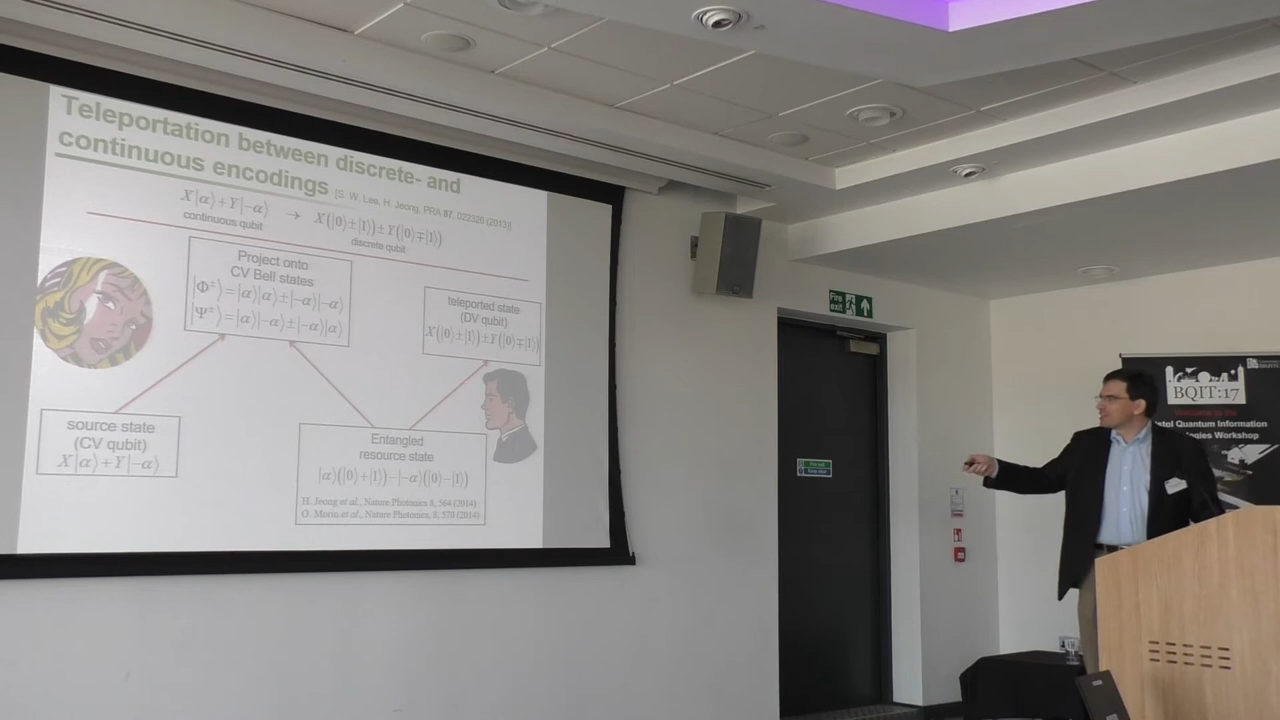 Teleportation between discrete- and
continuous encodings [S. W. Lee, H. Jeong, PRA 87, 022326 (2013)]
X|α⟩+Y|−α⟩ → X(|0⟩±|1⟩)±Y(|0⟩∓|1⟩)
continuous qubit
discrete qubit
Project onto
CV Bell states
|Φ±⟩=|α⟩|α⟩±|−α⟩|−α⟩
|Ψ±⟩=|α⟩|−α⟩±|−α⟩|α⟩
teleported state
(DV qubit)
X(|0⟩±|1⟩)±Y(|0⟩∓|1⟩)
source state
(CV qubit)
X|α⟩+Y|−α⟩
Entangled
resource state
|α⟩(|0⟩+|1⟩)−|−α⟩(|0⟩−|1⟩)
H. Jeong et al., Nature Photonics 8, 564 (2014)
O. Morin et al., Nature Photonics, 8, 570 (2014)
Fire
exit
BQIT:17
Welcome to the
Quantum Information
Workshop